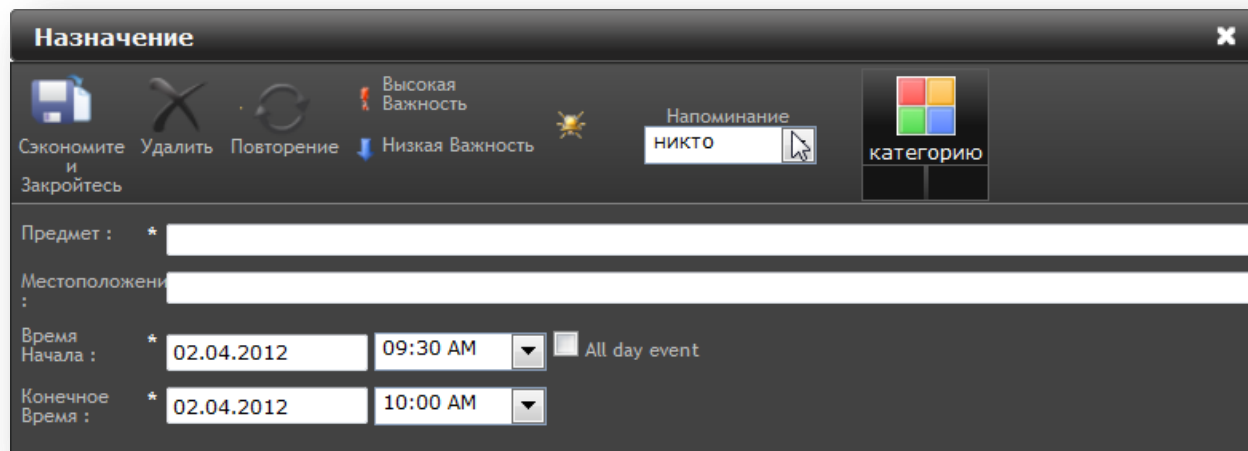 Назначение
Высокая
Важность
Сэкономите
и
Закройтесь
Удалить
Повторение
Низкая Важность
Напоминание
никто
категорию
Предмет : *
Местоположени
:
Время
Начала : *
02.04.2012
09:30 AM
All day event
Конечное
Время : *
02.04.2012
10:00 AM